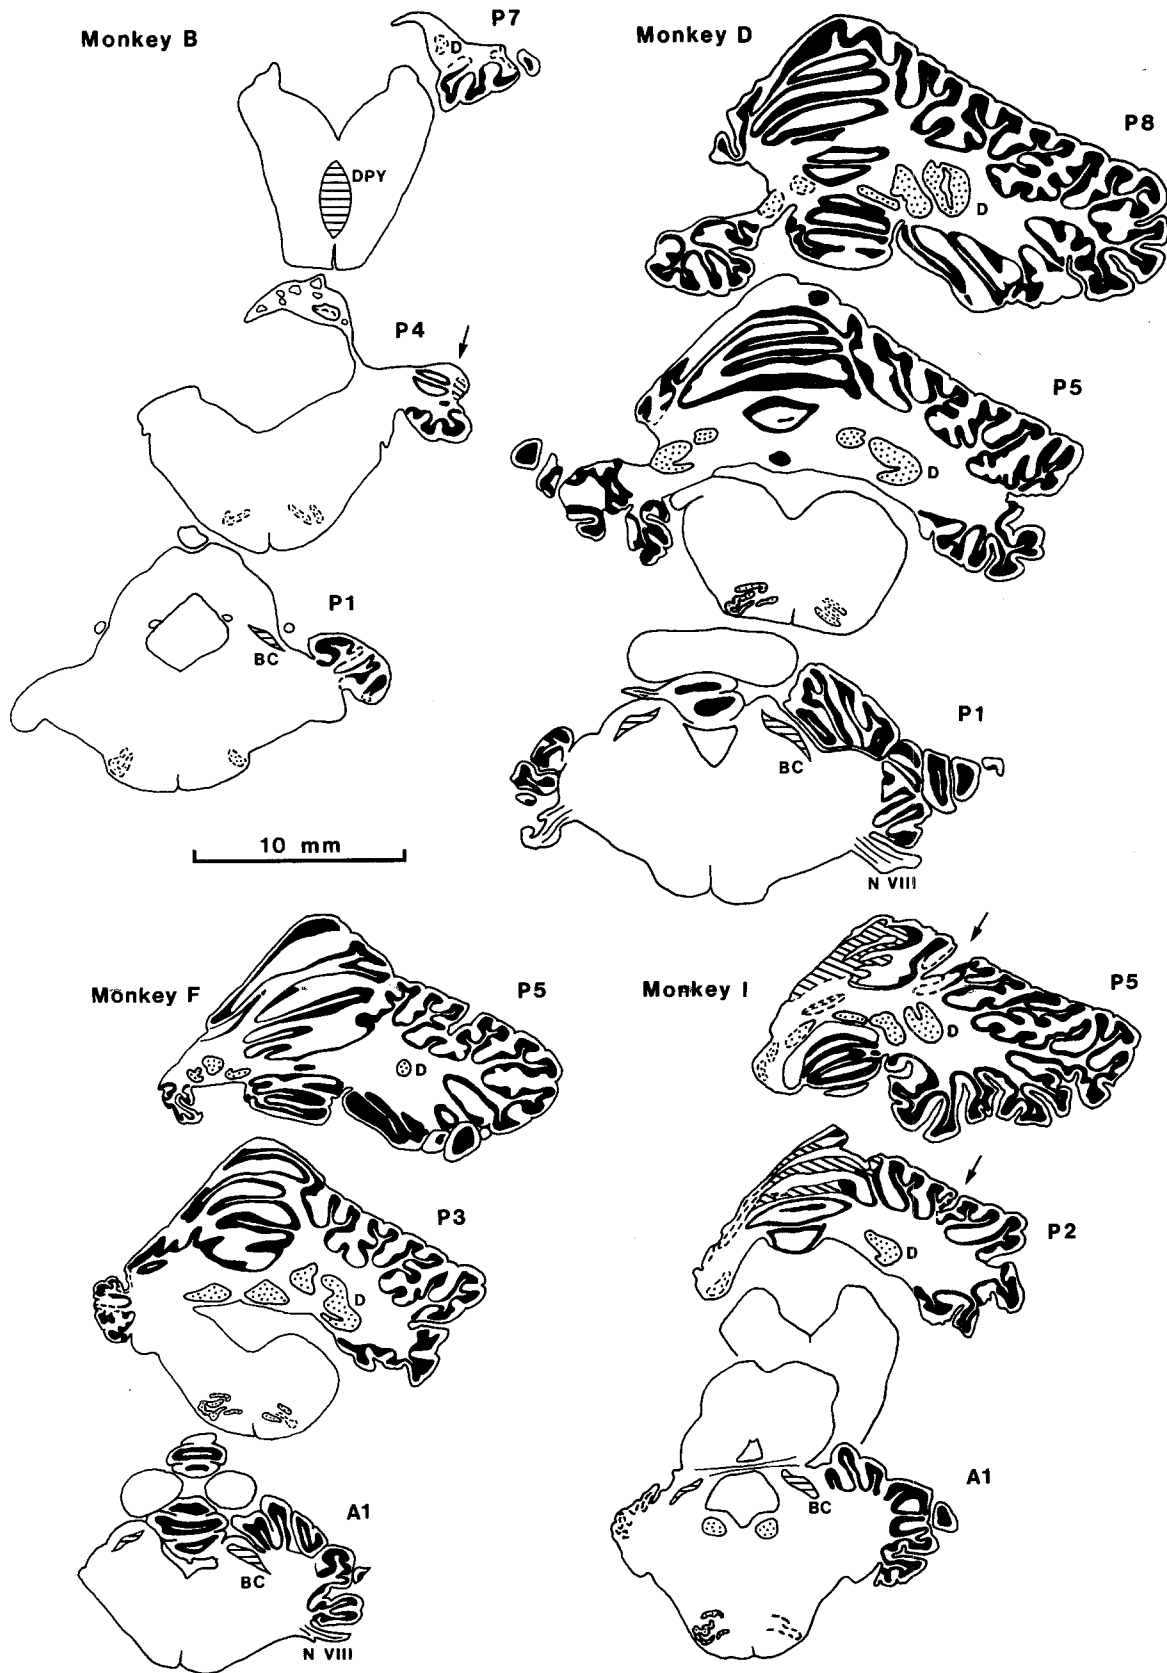 Monkey B
P7
D
DPY
P4
P1
BC
10 mm
Monkey D
P8
D
P5
D
P1
BC
N VIII
Monkey F
P5
D
P3
D
A1
BC
N VIII
Monkey I
P5
D
P2
D
A1
BC